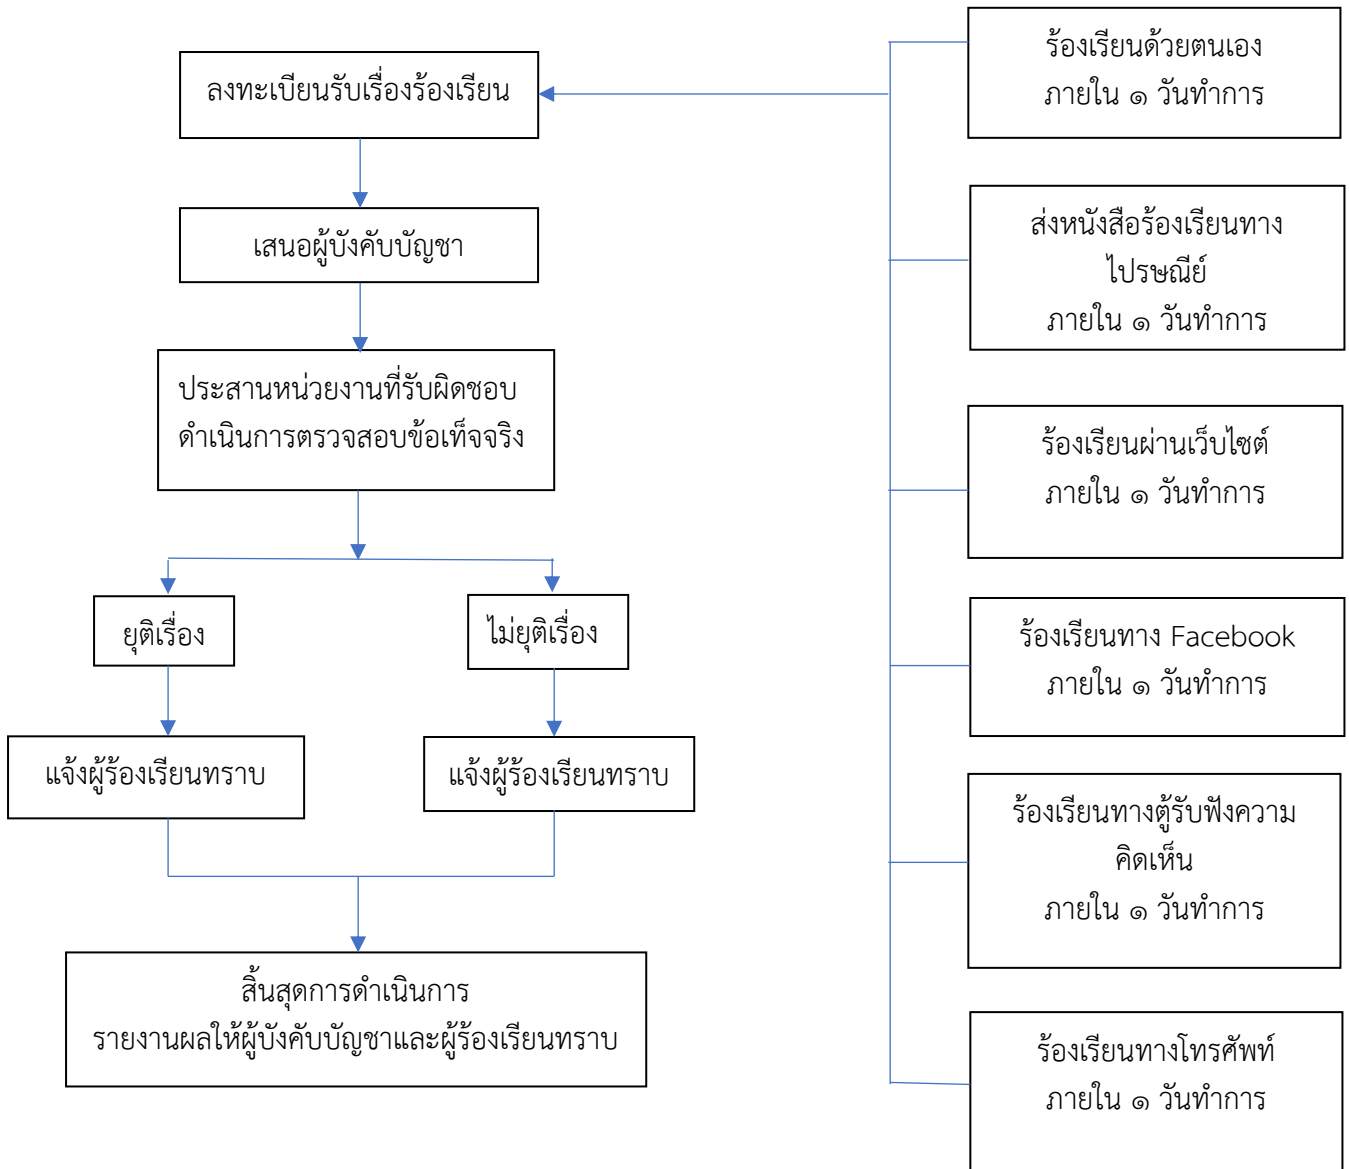 ลงทะเบียนรับเรื่องร้องเรียน
เสนอผู้บังคับบัญชา
ประสานหน่วยงานที่รับผิดชอบ
ดำเนินการตรวจสอบข้อเท็จจริง
ยุติเรื่อง
ไม่ยุติเรื่อง
แจ้งผู้ร้องเรียนทราบ
แจ้งผู้ร้องเรียนทราบ
สิ้นสุดการดำเนินการ
รายงานผลให้ผู้บังคับบัญชาและผู้ร้องเรียนทราบ
ร้องเรียนด้วยตนเอง
ภายใน ๑ วันทำการ
ส่งหนังสือร้องเรียนทาง
ไปรษณีย์
ภายใน ๑ วันทำการ
ร้องเรียนผ่านเว็บไซต์
ภายใน ๑ วันทำการ
ร้องเรียนทาง Facebook
ภายใน ๑ วันทำการ
ร้องเรียนทางตู้รับฟังความ
คิดเห็น
ภายใน ๑ วันทำการ
ร้องเรียนทางโทรศัพท์
ภายใน ๑ วันทำการ